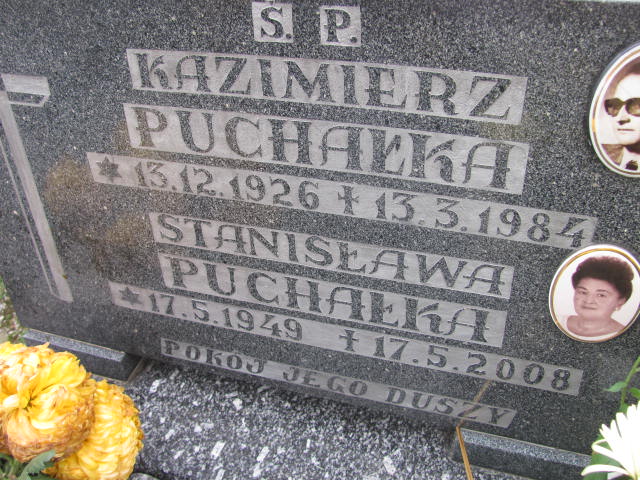 Ś. P.
KAZIMIERZ
PUCHAŁKA
* 13.12.1926 ✝ 13.3.1984
STANISŁAWA
PUCHAŁKA
* 17.5.1949 ✝ 17.5.2008
POKÓJ JEGO DUSZY